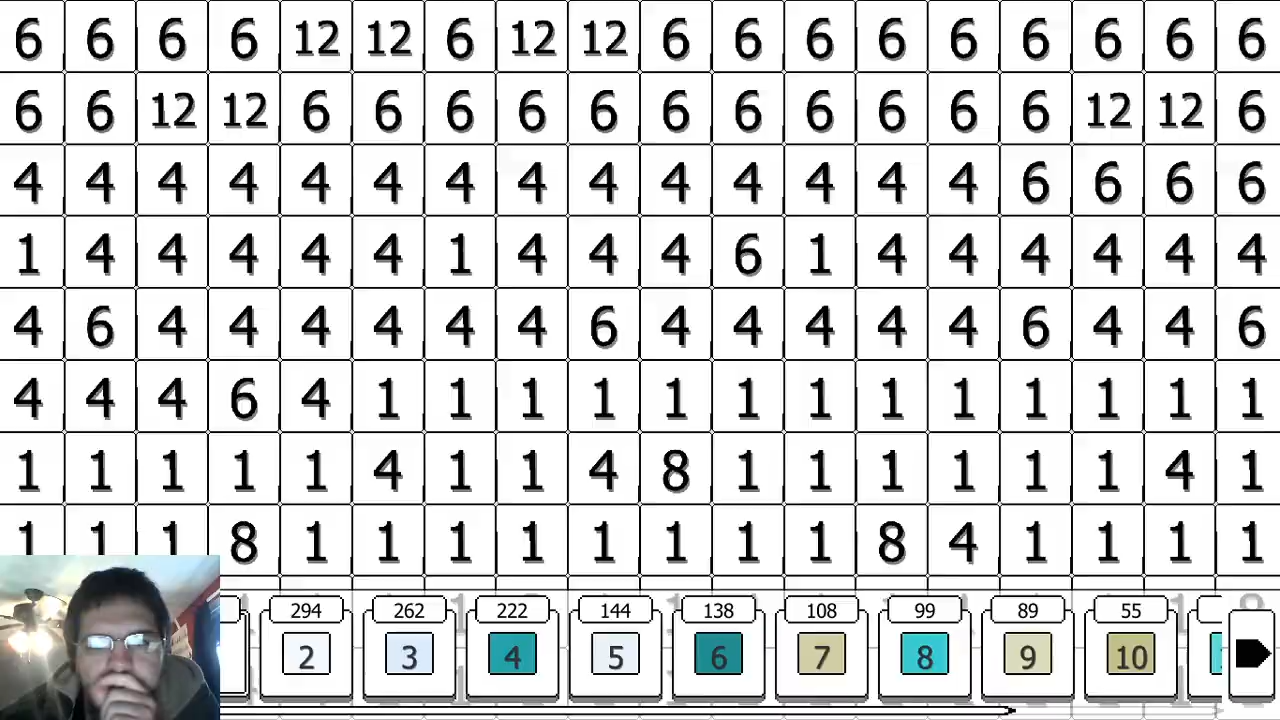 6 6 6 6 12 12 6 12 12 6 6 6 6 6 6 6 6 6
6 6 12 12 6 6 6 6 6 6 6 6 6 6 6 12 12 6
4 4 4 4 4 4 4 4 4 4 4 4 4 4 6 6 6 6
1 4 4 4 4 4 1 4 4 4 6 1 4 4 4 4 4 4
4 6 4 4 4 4 4 4 6 4 4 4 4 4 6 4 4 6
4 4 4 6 4 1 1 1 1 1 1 1 1 1 1 1 1 1
1 1 1 1 1 4 1 1 4 8 1 1 1 1 1 1 4 1
1 1 1 8 1 1 1 1 1 1 1 1 8 4 1 1 1 1
294 262 222 144 138 108 99 89 55
2 3 4 5 6 7 8 9 10